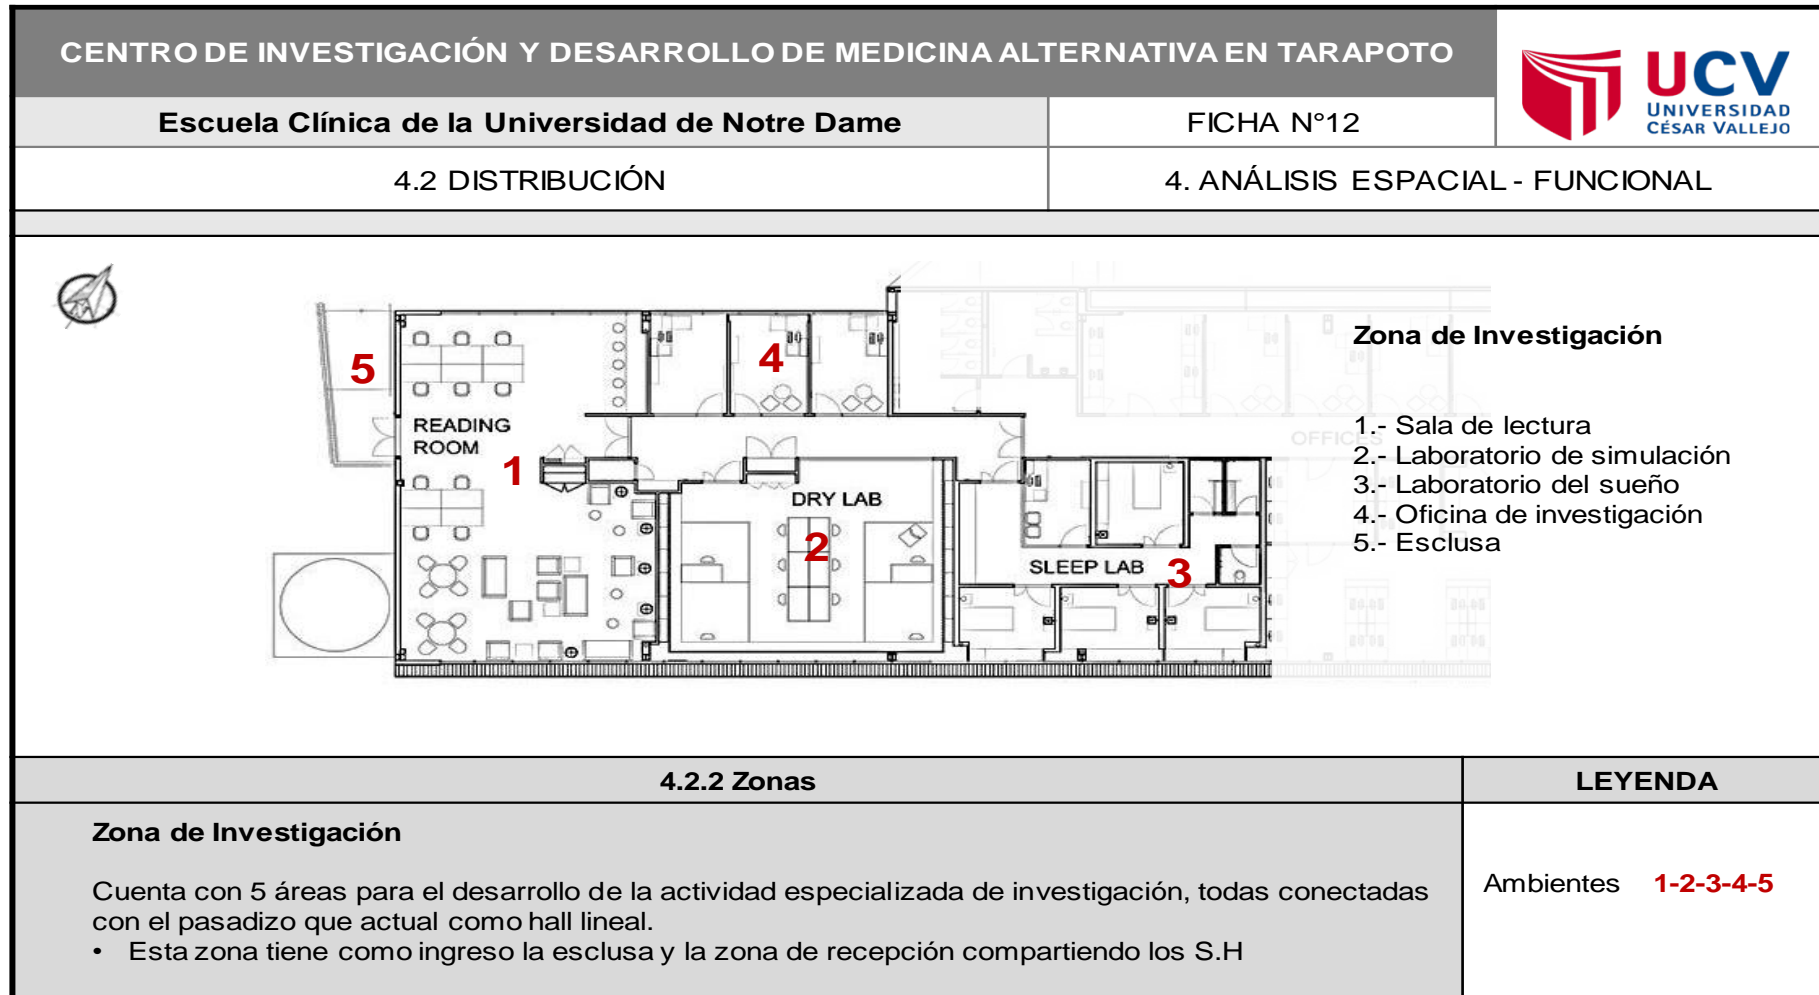 CENTRO DE INVESTIGACIÓN Y DESARROLLO DE MEDICINA ALTERNATIVA EN TARAPOTO
UCV
UNIVERSIDAD
CÉSAR VALLEJO
Escuela Clínica de la Universidad de Notre Dame
FICHA N°12
4.2 DISTRIBUCIÓN
4. ANÁLISIS ESPACIAL - FUNCIONAL
5
4
READING
ROOM
1
DRY LAB
2
SLEEP LAB
3
OFFICES
Zona de Investigación
1.- Sala de lectura
2.- Laboratorio de simulación
3.- Laboratorio del sueño
4.- Oficina de investigación
5.- Esclusa
4.2.2 Zonas
LEYENDA
Zona de Investigación
Cuenta con 5 áreas para el desarrollo de la actividad especializada de investigación, todas conectadas
con el pasadizo que actual como hall lineal.
• Esta zona tiene como ingreso la esclusa y la zona de recepción compartiendo los S.H
Ambientes 1-2-3-4-5